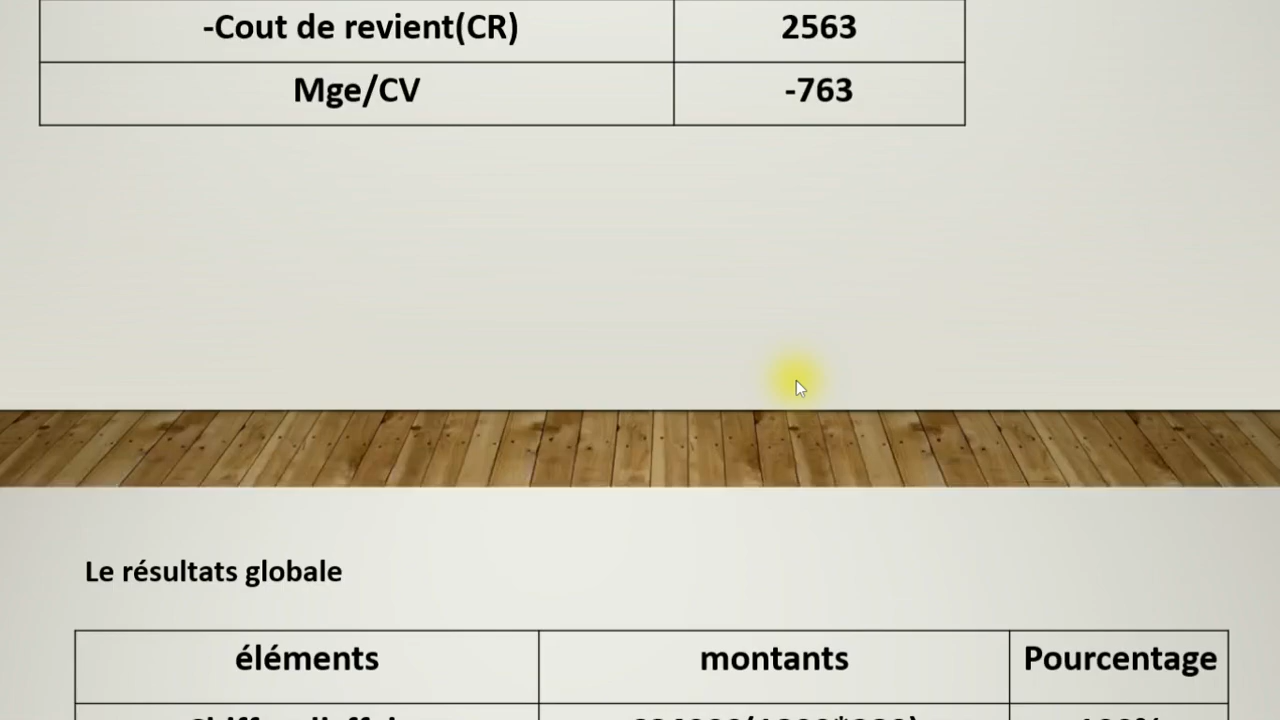 -Cout de revient(CR) 2563
Mge/CV -763
Le résultats globale
éléments montants Pourcentage